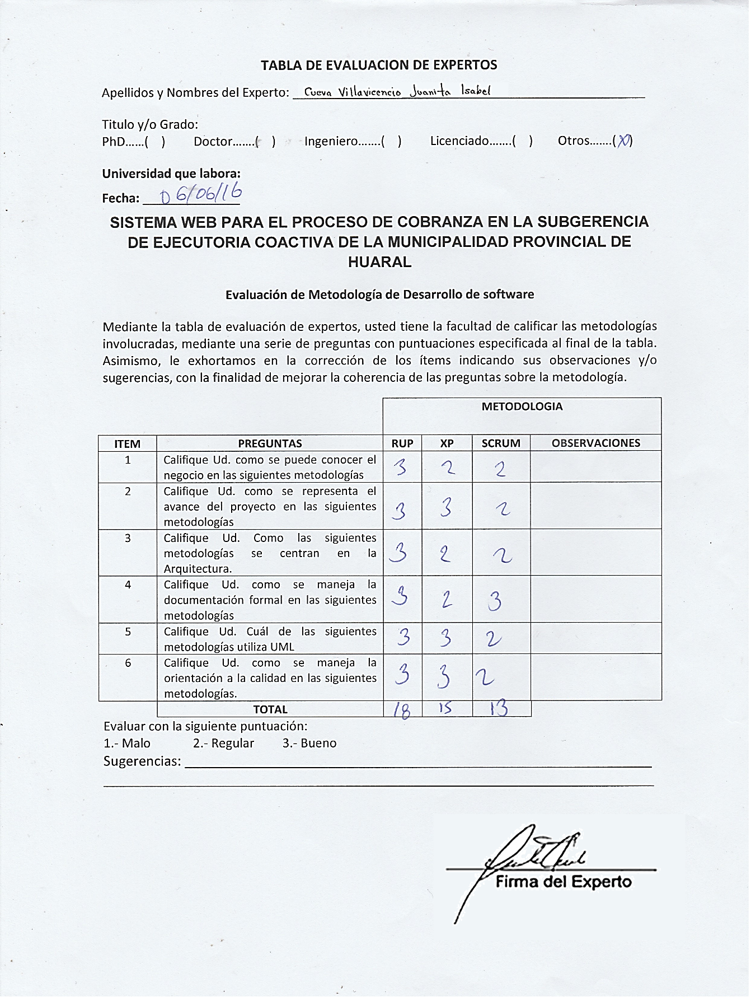 TABLA DE EVALUACION DE EXPERTOS
Apellidos y Nombres del Experto: Cueva Villavicencio Juanita Isabel
Titulo y/o Grado:
PhD......( ) Doctor.......( ) Ingeniero.......( ) Licenciado.......( ) Otros.......(X)
Universidad que labora:
Fecha: 06/06/16
SISTEMA WEB PARA EL PROCESO DE COBRANZA EN LA SUBGERENCIA
DE EJECUTORIA COACTIVA DE LA MUNICIPALIDAD PROVINCIAL DE
HUARAL
Evaluación de Metodología de Desarrollo de software
Mediante la tabla de evaluación de expertos, usted tiene la facultad de calificar las metodologías
involucradas, mediante una serie de preguntas con puntuaciones especificada al final de la tabla.
Asimismo, le exhortamos en la corrección de los ítems indicando sus observaciones y/o
sugerencias, con la finalidad de mejorar la coherencia de las preguntas sobre la metodología.
METODOLOGIA
ITEM PREGUNTAS RUP XP SCRUM OBSERVACIONES
1 Califique Ud. como se puede conocer el
negocio en las siguientes metodologías 3 2 2
2 Califique Ud. como se representa el
avance del proyecto en las siguientes
metodologías 3 3 2
3 Califique Ud. Como las siguientes
metodologías se centran en la
Arquitectura. 3 2 2
4 Califique Ud. como se maneja la
documentación formal en las siguientes
metodologías 3 2 3
5 Califique Ud. Cuál de las siguientes
metodologías utiliza UML 3 3 2
6 Califique Ud. como se maneja la
orientación a la calidad en las siguientes
metodologías. 3 3 2
TOTAL 18 15 13
Evaluar con la siguiente puntuación:
1.- Malo 2.- Regular 3.- Bueno
Sugerencias:
Firma del Experto